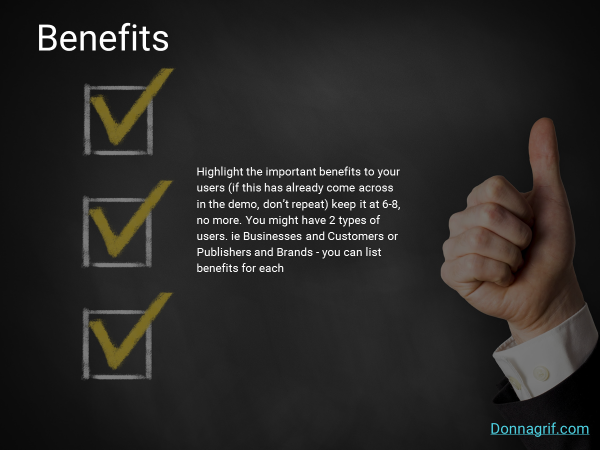 Benefits
Highlight the important benefits to your
users (if this has already come across
in the demo, don't repeat) keep it at 6-8,
no more. You might have 2 types of
users. ie Businesses and Customers or
Publishers and Brands - you can list
benefits for each
Donnagrif.com